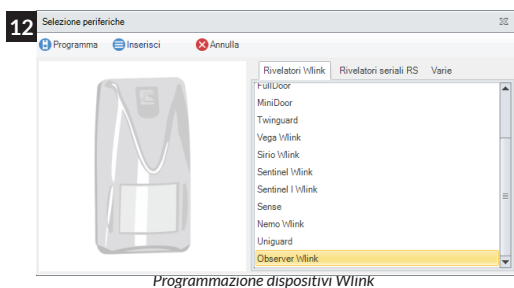 12
Selezione periferiche
Programma Inserisci Annulla
Rivelatori Wlink Rivelatori seriali RS Varie
FullDoor
MiniDoor
Twinguard
Vega Wlink
Sirio Wlink
Sentinel Wlink
Sentinel I Wlink
Sense
Nemo Wlink
Uniguard
Observer Wlink
Programmazione dispositivi Wlink